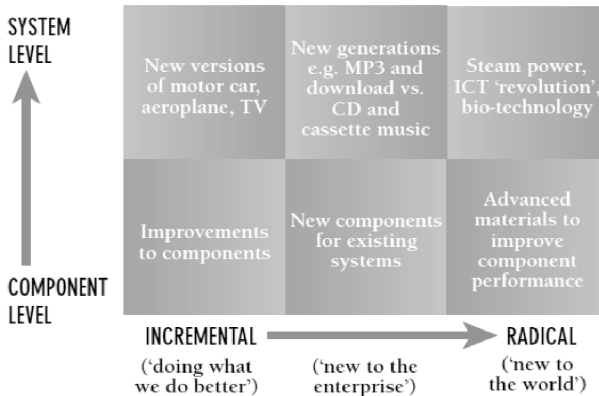 SYSTEM
LEVEL
New versions
of motor car,
aeroplane, TV
New generations
e.g. MP3 and
download vs.
CD and
cassette music
Steam power,
ICT ‘revolution’,
bio-technology
Improvements
to components
New components
for existing
systems
Advanced
materials to
improve
component
performance
COMPONENT
LEVEL
INCREMENTAL
RADICAL
(‘doing what
we do better’)
(‘new to the
enterprise’)
(‘new to
the world’)